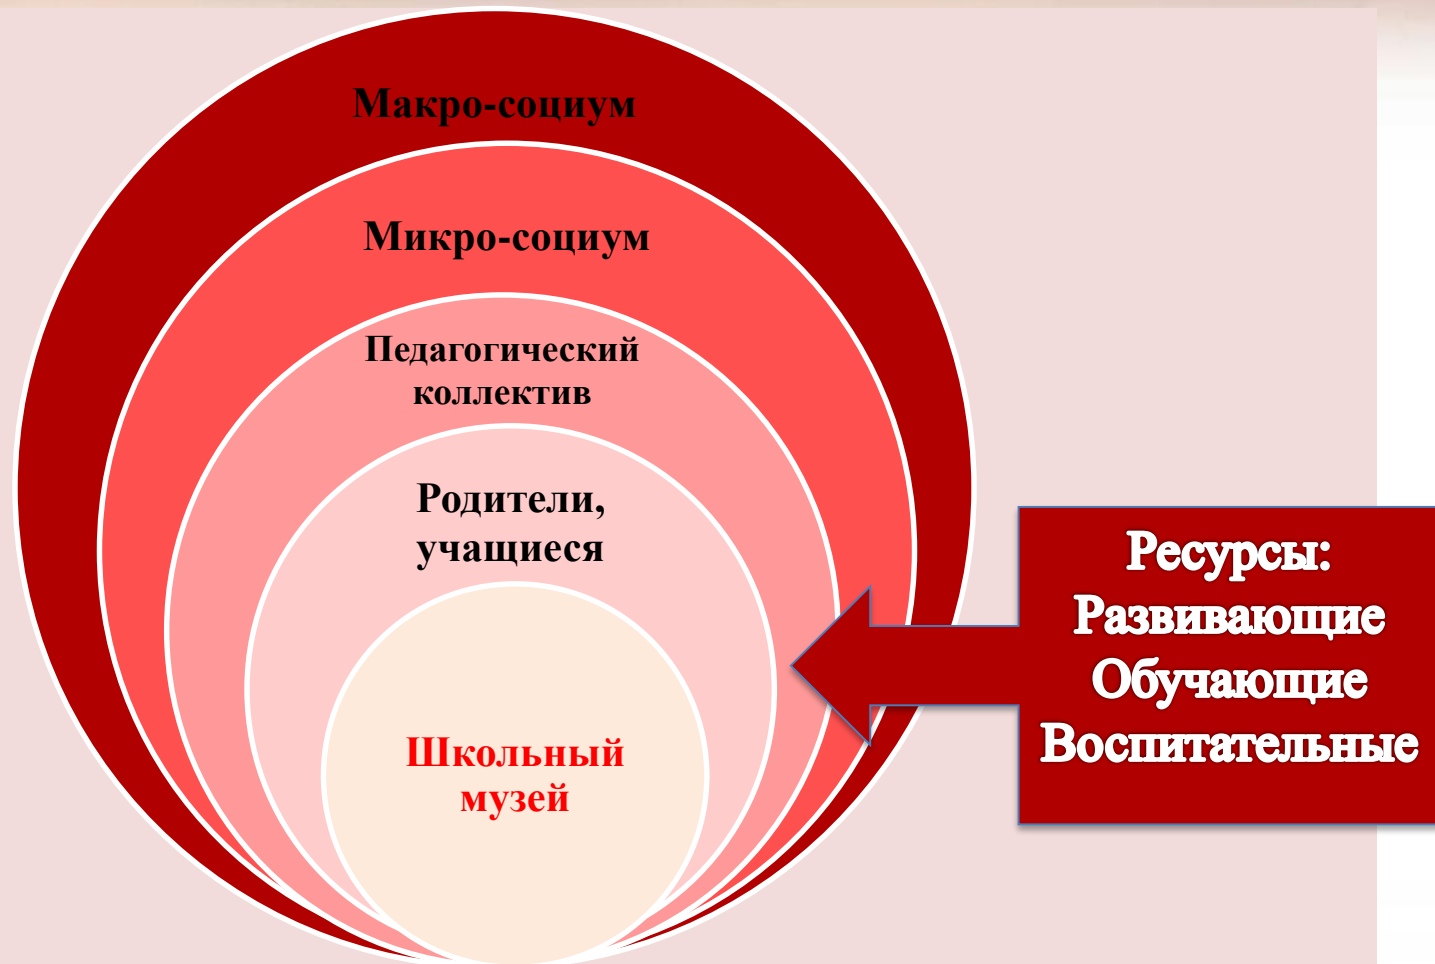 Макро-социум
Микро-социум
Педагогический
коллектив
Родители,
учащиеся
Школьный
музей
Ресурсы:
Развивающие
Обучающие
Воспитательные